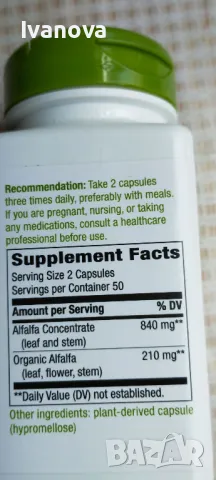 Ivanova
Recommendation: Take 2 capsules
three times daily, preferably with meals.
If you are pregnant, nursing, or taking
any medications, consult a healthcare
professional before use.
Supplement Facts
Serving Size 2 Capsules
Servings per Container 50
Amount per Serving % DV
Alfalfa Concentrate 840 mg**
(leaf and stem)
Organic Alfalfa 210 mg**
(leaf, flower, stem)
**Daily Value (DV) not established.
Other ingredients: plant-derived capsule
(hypromellose)
BAZAR
bg